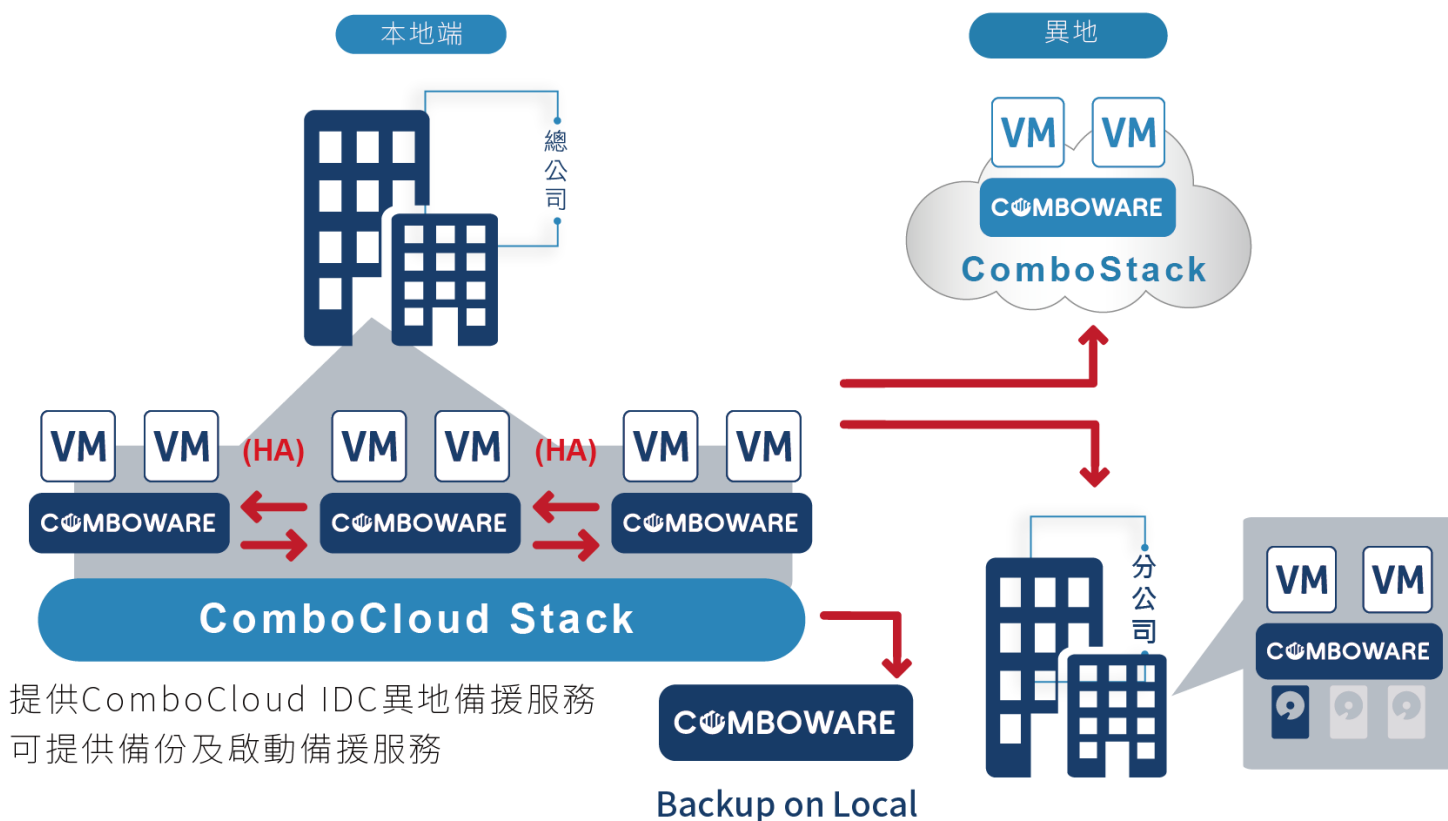 本地端
異地
總公司
VM VM
COMBOWARE
ComboStack
VM VM (HA) VM VM (HA) VM VM
COMBOWARE COMBOWARE COMBOWARE
ComboCloud Stack
分公司
VM VM
COMBOWARE
提供ComboCloud IDC異地備援服務
可提供備份及啟動備援服務
COMBOWARE
Backup on Local